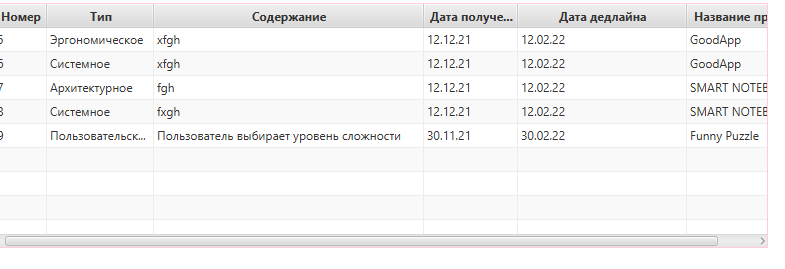 Номер Тип Содержание Дата получе... Дата дедлайна Название пр
5 Эргономическое xfgh 12.12.21 12.02.22 GoodApp
6 Системное xfgh 12.12.21 12.02.22 GoodApp
7 Архитектурное fgh 12.12.21 12.02.22 SMART NOTEB
8 Системное fxgh 12.12.21 12.02.22 SMART NOTEB
9 Пользовательск... Пользователь выбирает уровень сложности 30.11.21 30.02.22 Funny Puzzle